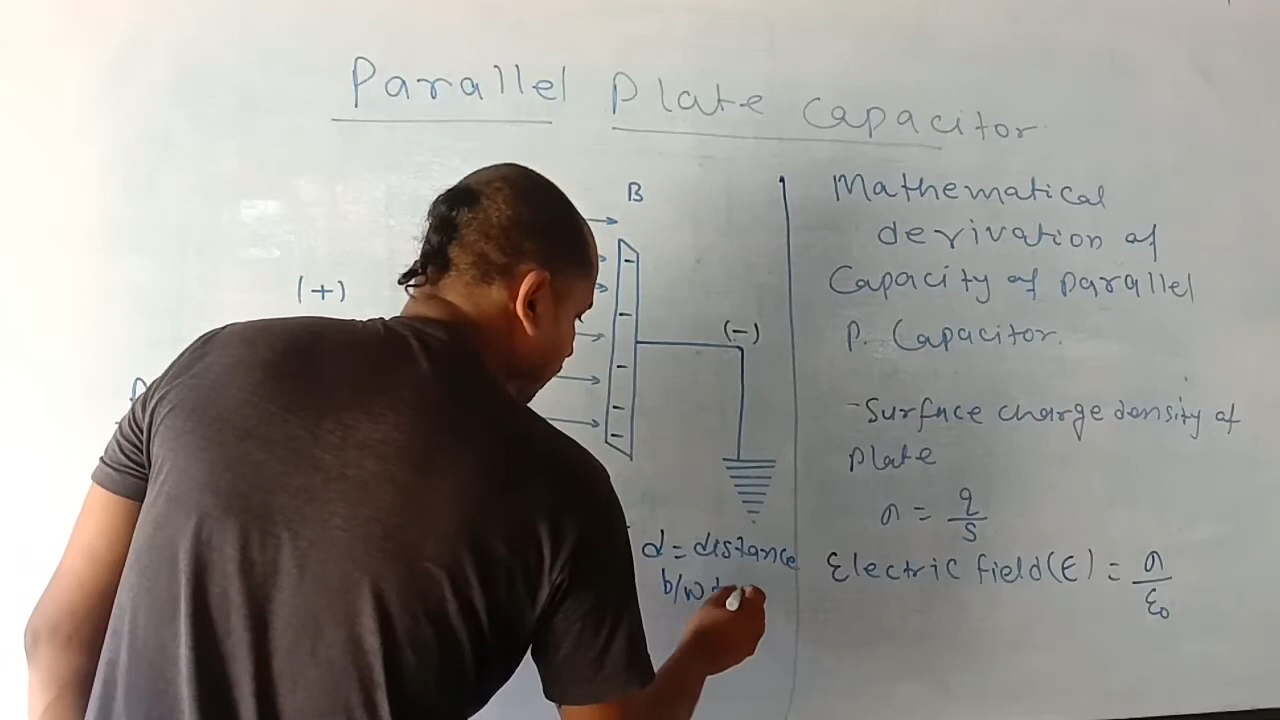 Parallel Plate Capacitor
B
(+)
(-)
d = distance
b/w
Mathematical
derivation of
Capacity of parallel
P. Capacitor.
-Surface charge density of
plate
σ = q/s
Electric field(E) = σ/ε₀